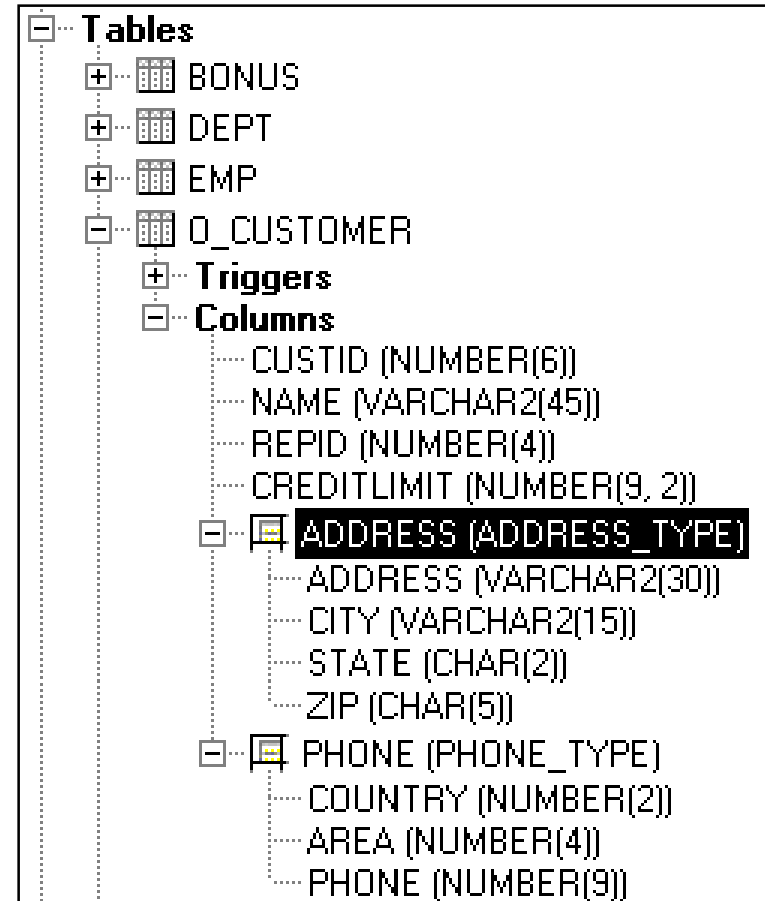 Tables
BONUS
DEPT
EMP
O_CUSTOMER
Triggers
Columns
CUSTID (NUMBER(6))
NAME (VARCHAR2(45))
REPID (NUMBER(4))
CREDITLIMIT (NUMBER(9, 2))
ADDRESS (ADDRESS_TYPE)
ADDRESS (VARCHAR2(30))
CITY (VARCHAR2(15))
STATE (CHAR(2))
ZIP (CHAR(5))
PHONE (PHONE_TYPE)
COUNTRY (NUMBER(2))
AREA (NUMBER(4))
PHONE (NUMBER(9))